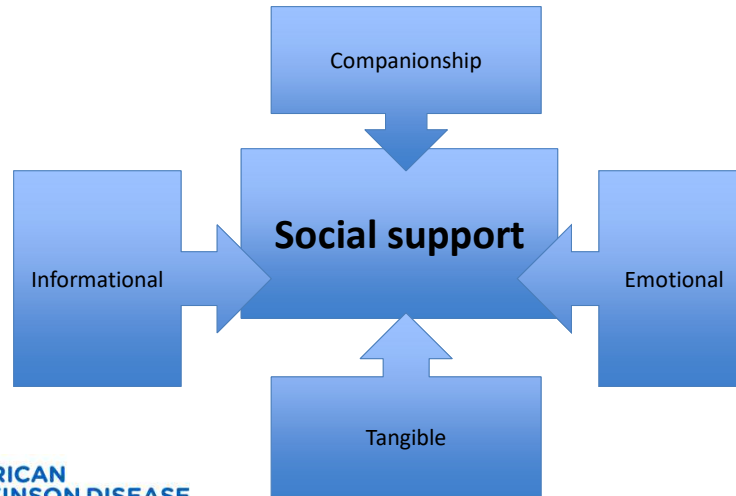 Companionship
Social support
Informational
Emotional
Tangible
RICAN
INSON DISEASE